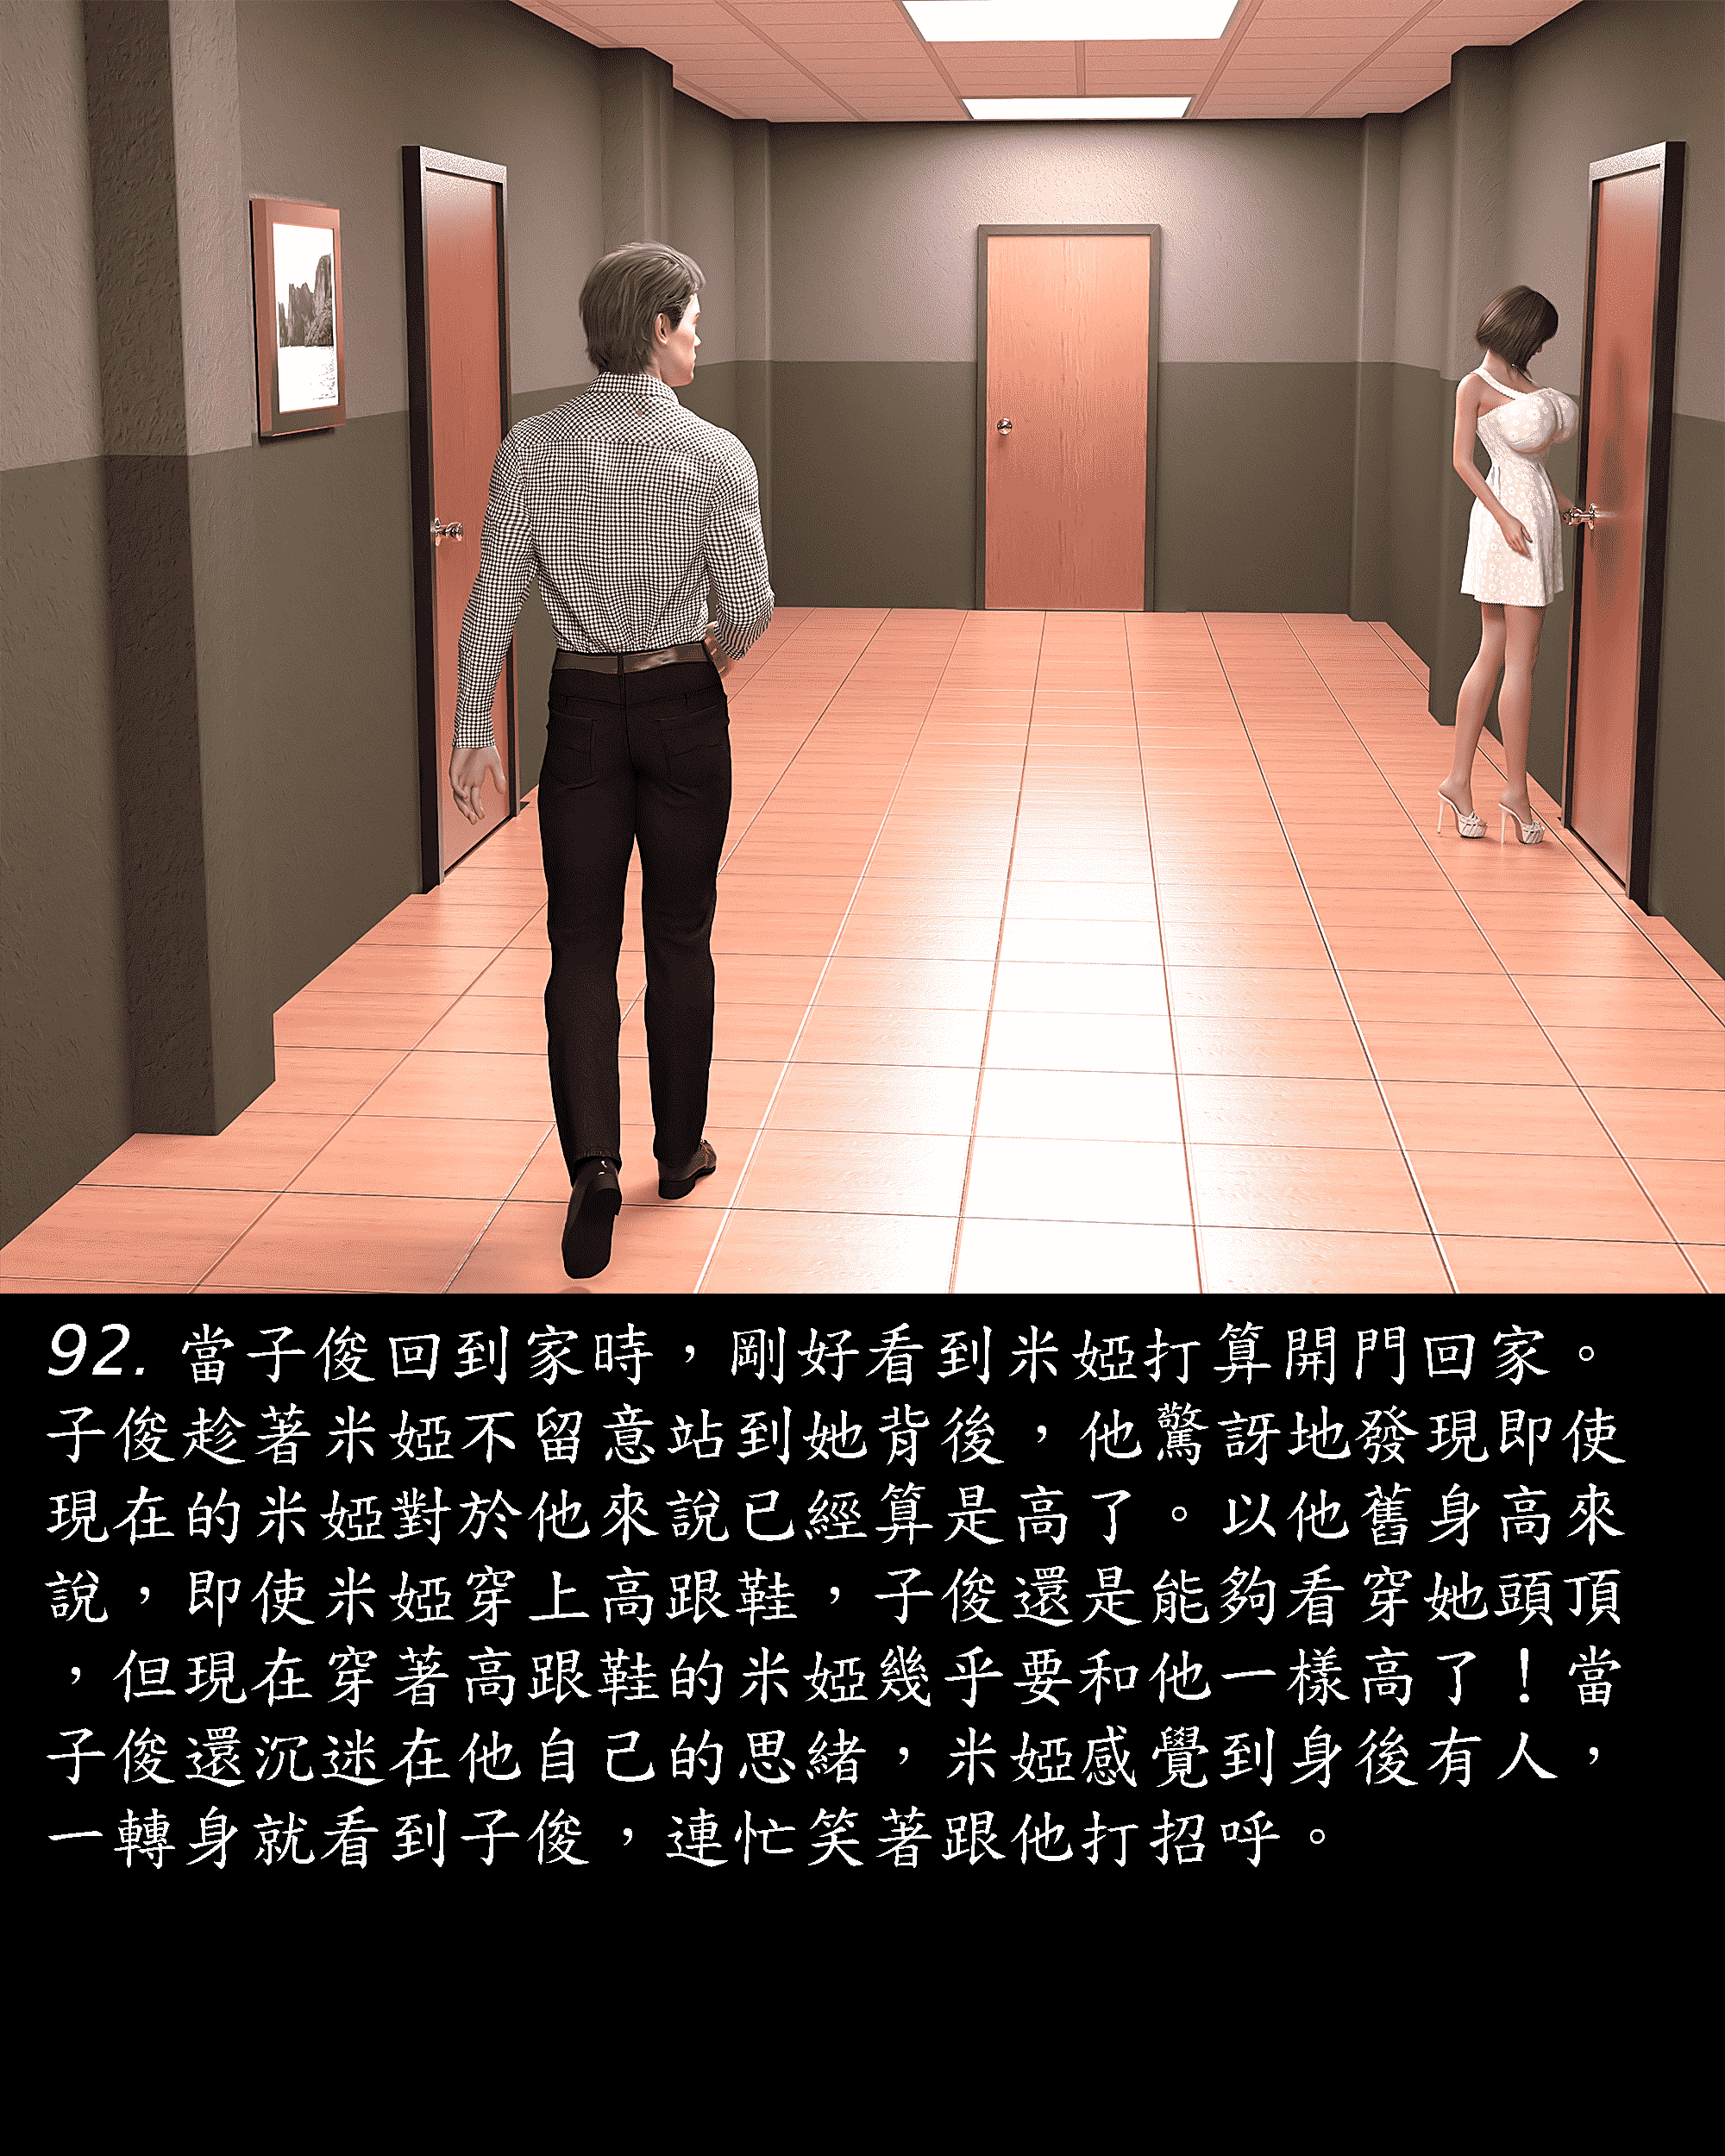 92. 當子俊回到家時，剛好看到米婭打算開門回家。
子俊趁著米婭不留意站到她背後，他驚訝地發現即使
現在的米婭對於他來說已經算是高了。以他舊身高來
說，即使米婭穿上高跟鞋，子俊還是能夠看穿她頭頂
，但現在穿著高跟鞋的米婭幾乎要和他一樣高了！當
子俊還沉迷在他自己的思緒，米婭感覺到身後有人，
一轉身就看到子俊，連忙笑著跟他打招呼。